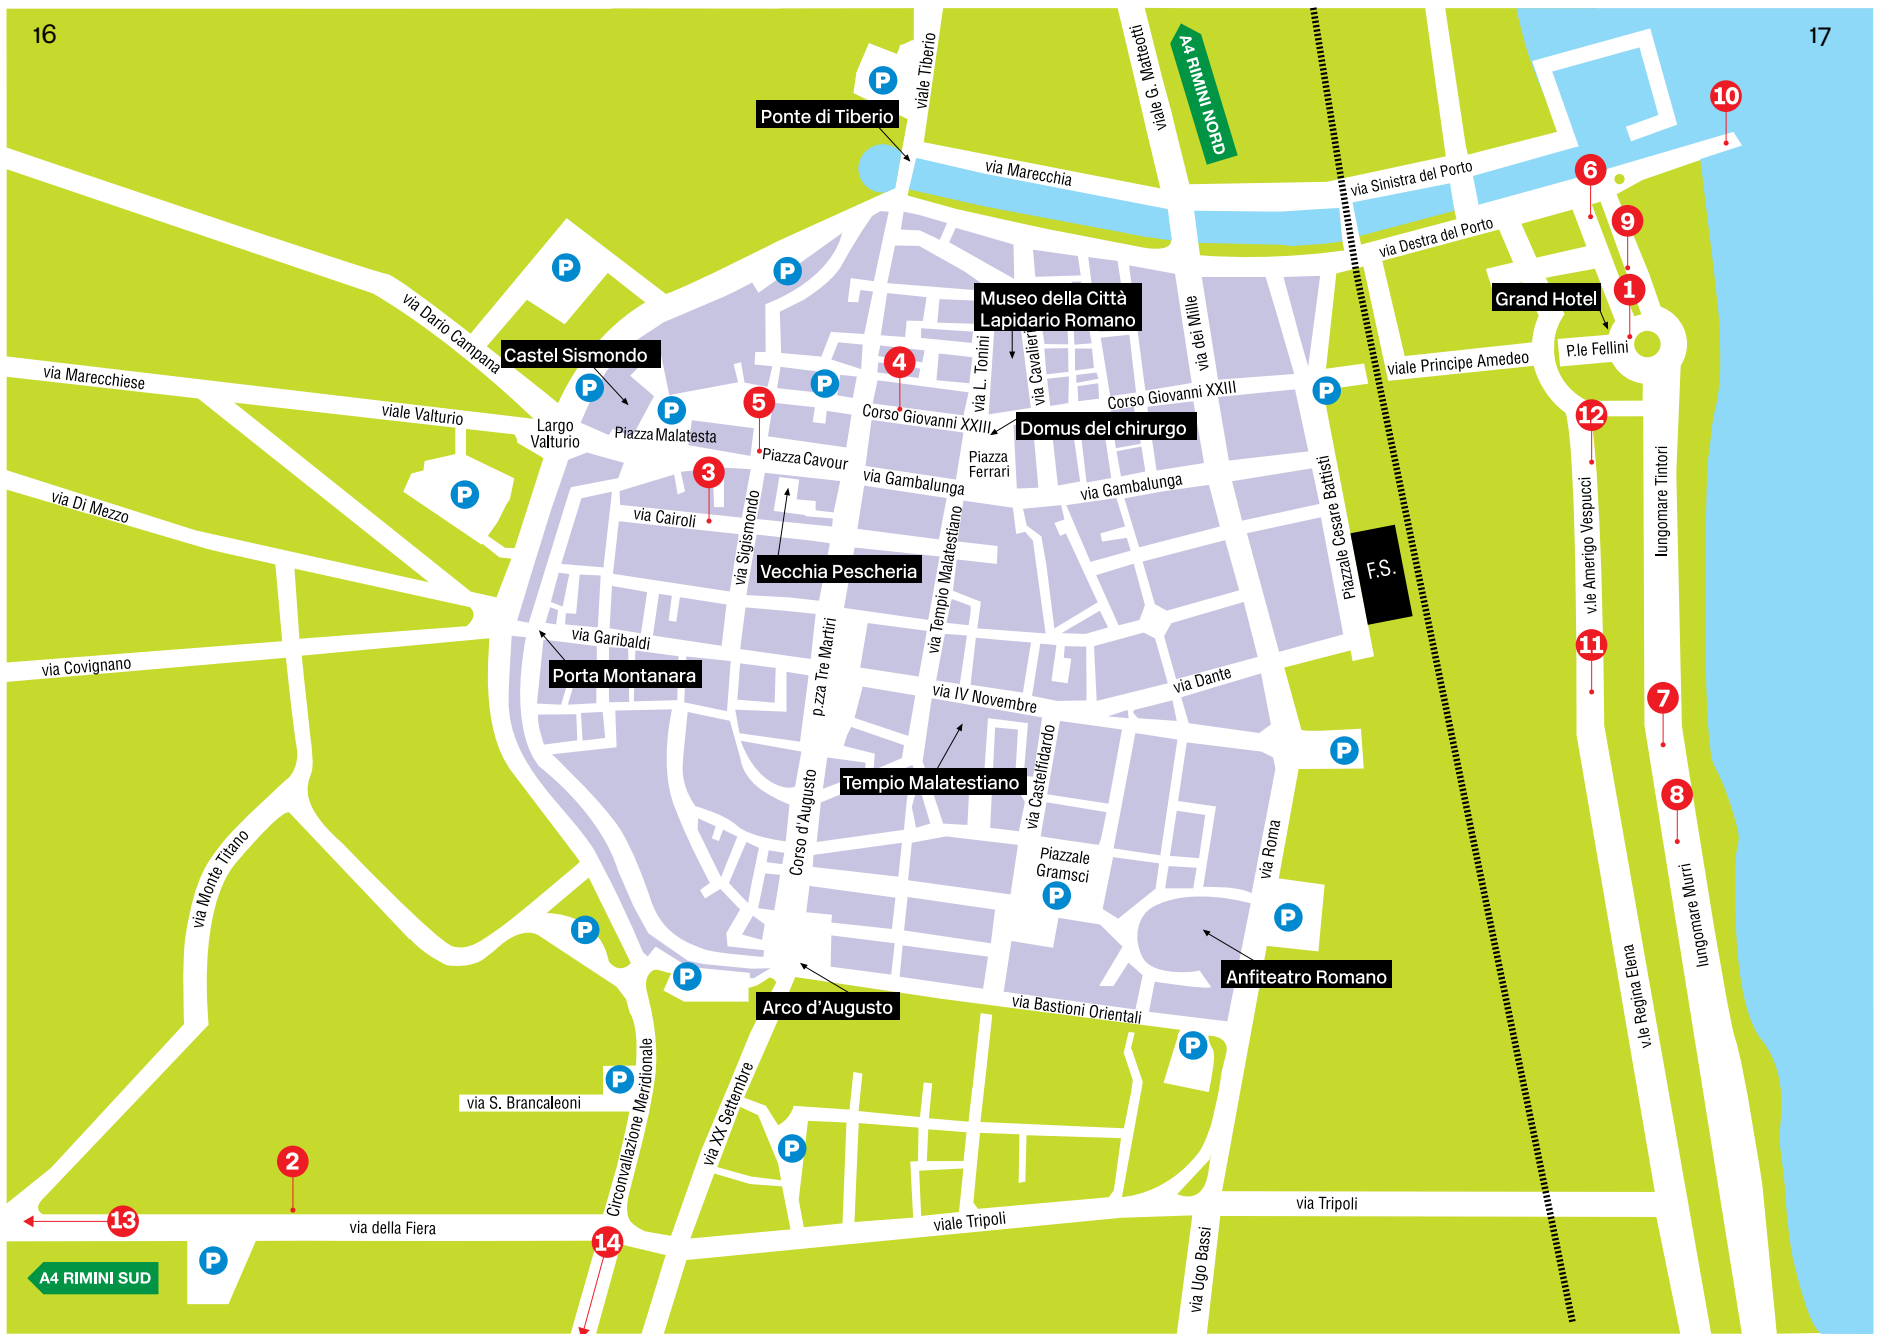 16
17
viale Tiberio
viale G. Matteotti
A4 RIMINI NORD
P
Ponte di Tiberio
10
via Marecchia
via Sinistra del Porto
6
9
via Destra del Porto
P
P
1
Grand Hotel
Museo della Città
Lapidario Romano
via Dario Campana
via dei Mille
Castel Sismondo
via L. Tonini
via Cavalieri
P.le Fellini
viale Principe Amedeo
via Marecchiese
4
P
P
P
Corso Giovanni XXIII
viale Valturio
5
P
Corso Giovanni XXIII
12
Largo
Valturio
Piazza Malatesta
Domus del chirurgo
Piazza Cavour
Piazza
Ferrari
3
via Gambalunga
via Gambalunga
P
via Di Mezzo
via Cairoli
via Sigismondo
via Tempio Malatestiano
Piazzale Cesare Battisti
v.le Amerigo Vespucci
lungomare Tintori
F.S.
Vecchia Pescheria
via Garibaldi
via Covignano
Porta Montanara
p.zza Tre Martiri
via IV Novembre
via Dante
11
7
Tempio Malatestiano
via Castelfidardo
P
8
Corso d'Augusto
via Monte Titano
Piazzale
Gramsci
P
via Roma
P
P
P
Anfiteatro Romano
lungomare Murri
v.le Regina Elena
Arco d'Augusto
via Bastioni Orientali
P
P
via S. Brancaleoni
Circonvallazione Meridionale
via XX Settembre
P
2
13
via della Fiera
14
viale Tripoli
via Tripoli
via Ugo Bassi
P
A4 RIMINI SUD